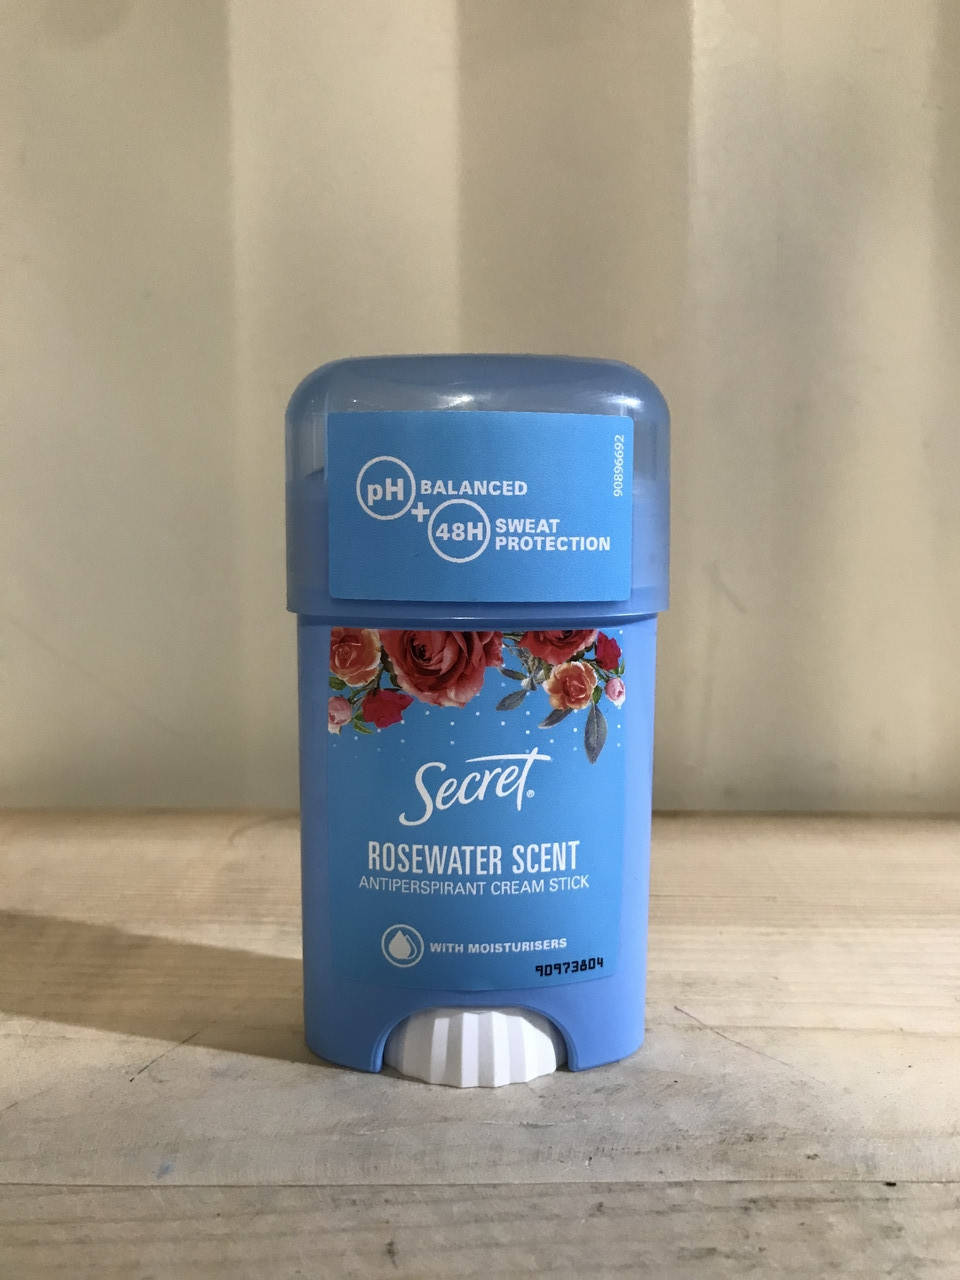 90896692
pH BALANCED
+
48H SWEAT
PROTECTION
Secret®
ROSEWATER SCENT
ANTIPERSPIRANT CREAM STICK
WITH MOISTURISERS
90973804